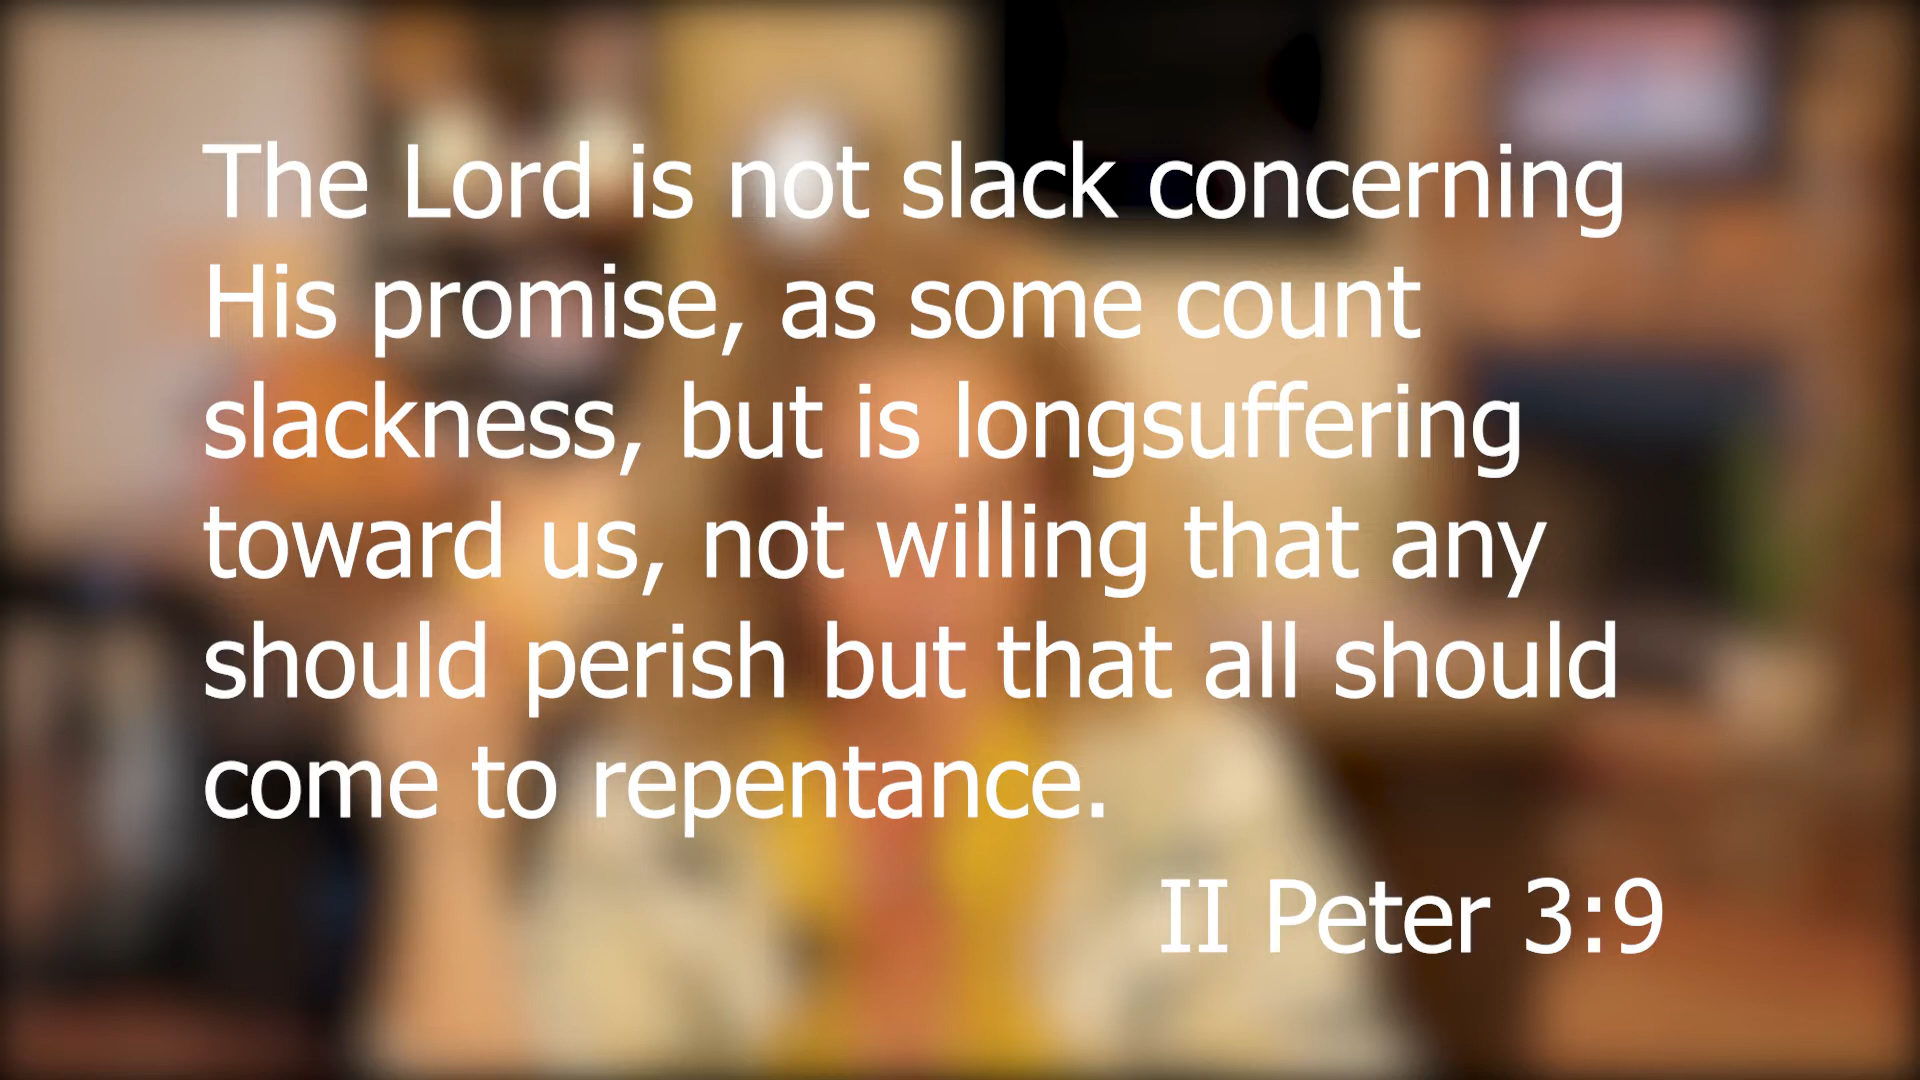 The Lord is not slack concerning
His promise, as some count
slackness, but is longsuffering
toward us, not willing that any
should perish but that all should
come to repentance.
II Peter 3:9